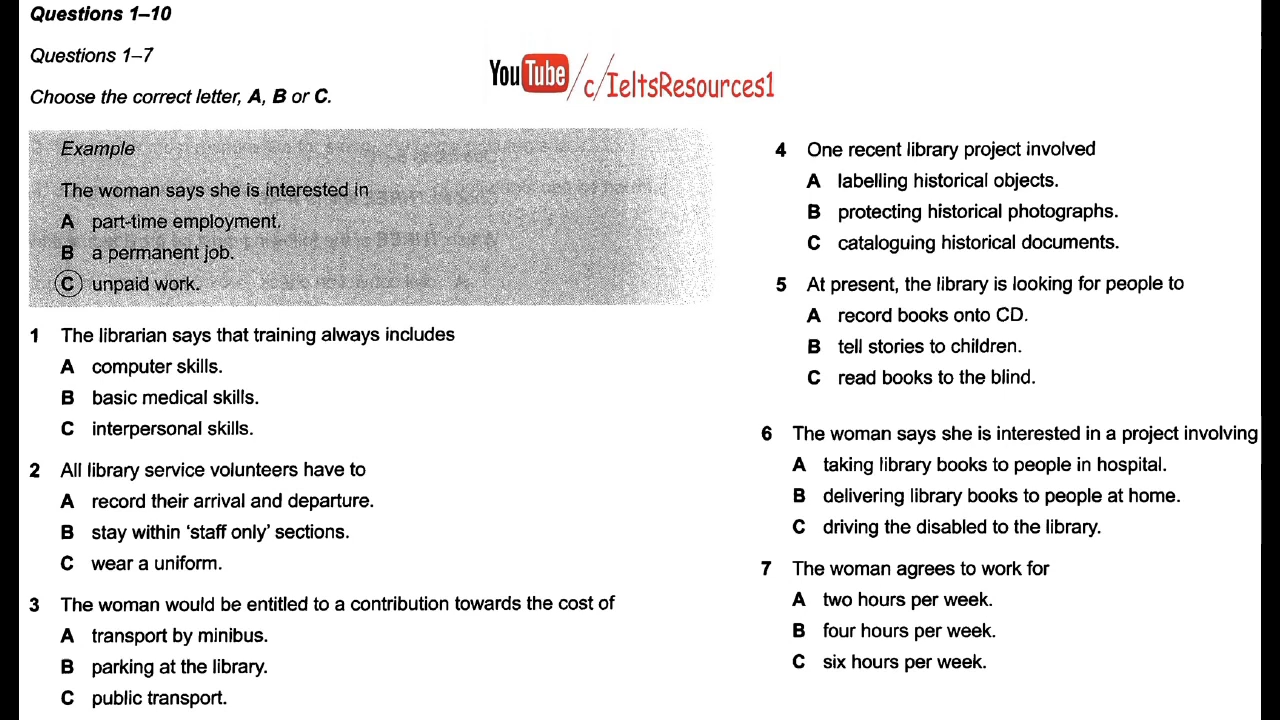 Questions 1–10
Questions 1–7
Choose the correct letter, A, B or C.
YouTube/c/IeltsResources1
Example
The woman says she is interested in
A part-time employment.
B a permanent job.
C unpaid work.
1 The librarian says that training always includes
A computer skills.
B basic medical skills.
C interpersonal skills.
2 All library service volunteers have to
A record their arrival and departure.
B stay within ‘staff only’ sections.
C wear a uniform.
3 The woman would be entitled to a contribution towards the cost of
A transport by minibus.
B parking at the library.
C public transport.
4 One recent library project involved
A labelling historical objects.
B protecting historical photographs.
C cataloguing historical documents.
5 At present, the library is looking for people to
A record books onto CD.
B tell stories to children.
C read books to the blind.
6 The woman says she is interested in a project involving
A taking library books to people in hospital.
B delivering library books to people at home.
C driving the disabled to the library.
7 The woman agrees to work for
A two hours per week.
B four hours per week.
C six hours per week.